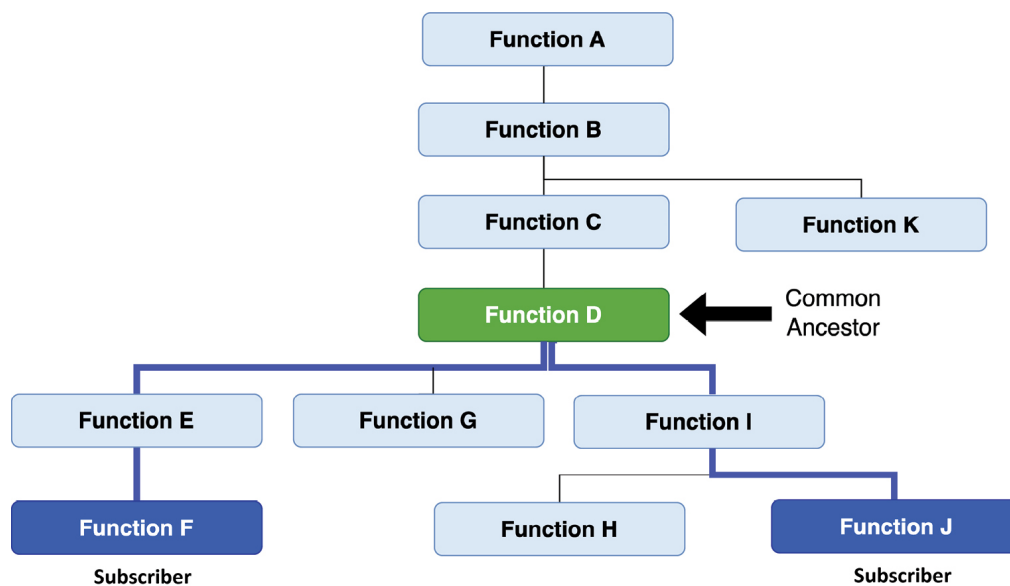 Function A
Function B
Function C
Function K
Function D
Common
Ancestor
Function E
Function G
Function I
Function F
Function H
Function J
Subscriber
Subscriber